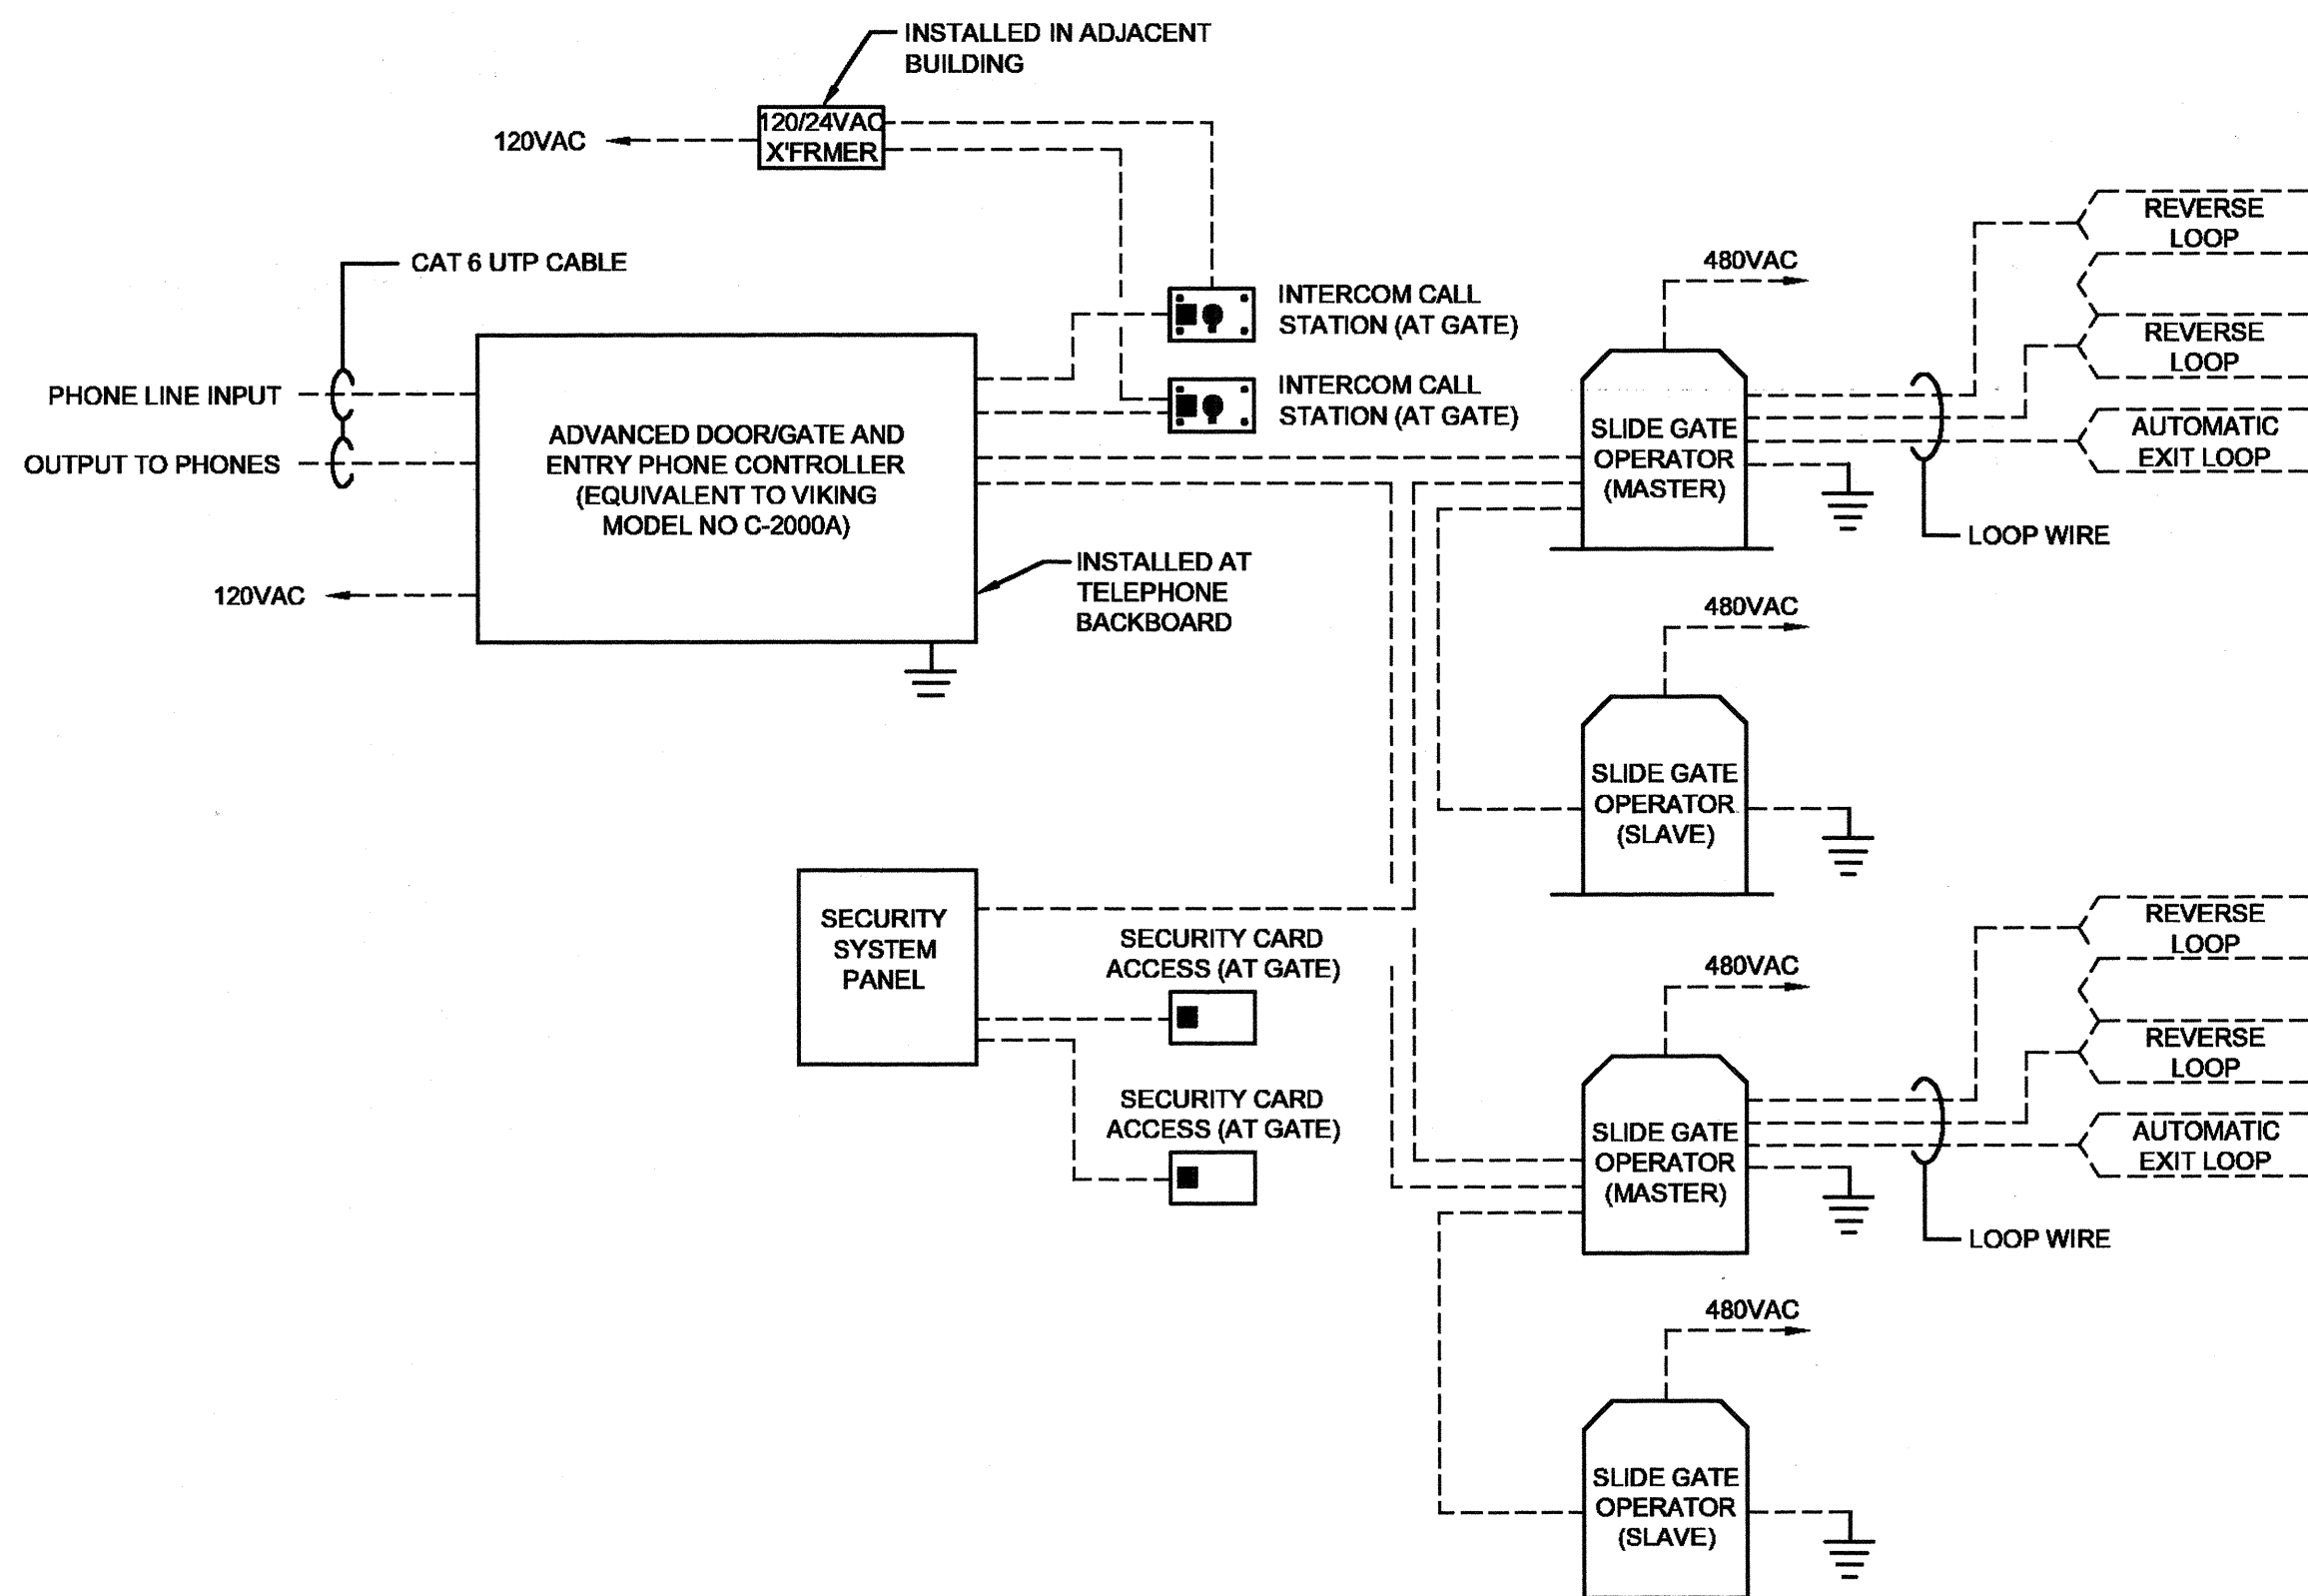 INSTALLED IN ADJACENT
BUILDING
120/24VAC
X'FRMER
120VAC
CAT 6 UTP CABLE
PHONE LINE INPUT
OUTPUT TO PHONES
120VAC
ADVANCED DOOR/GATE AND
ENTRY PHONE CONTROLLER
(EQUIVALENT TO VIKING
MODEL NO C-2000A)
INSTALLED AT
TELEPHONE
BACKBOARD
INTERCOM CALL
STATION (AT GATE)
INTERCOM CALL
STATION (AT GATE)
480VAC
SLIDE GATE
OPERATOR
(MASTER)
REVERSE
LOOP
REVERSE
LOOP
AUTOMATIC
EXIT LOOP
LOOP WIRE
480VAC
SLIDE GATE
OPERATOR
(SLAVE)
SECURITY
SYSTEM
PANEL
SECURITY CARD
ACCESS (AT GATE)
SECURITY CARD
ACCESS (AT GATE)
480VAC
SLIDE GATE
OPERATOR
(MASTER)
REVERSE
LOOP
REVERSE
LOOP
AUTOMATIC
EXIT LOOP
LOOP WIRE
480VAC
SLIDE GATE
OPERATOR
(SLAVE)